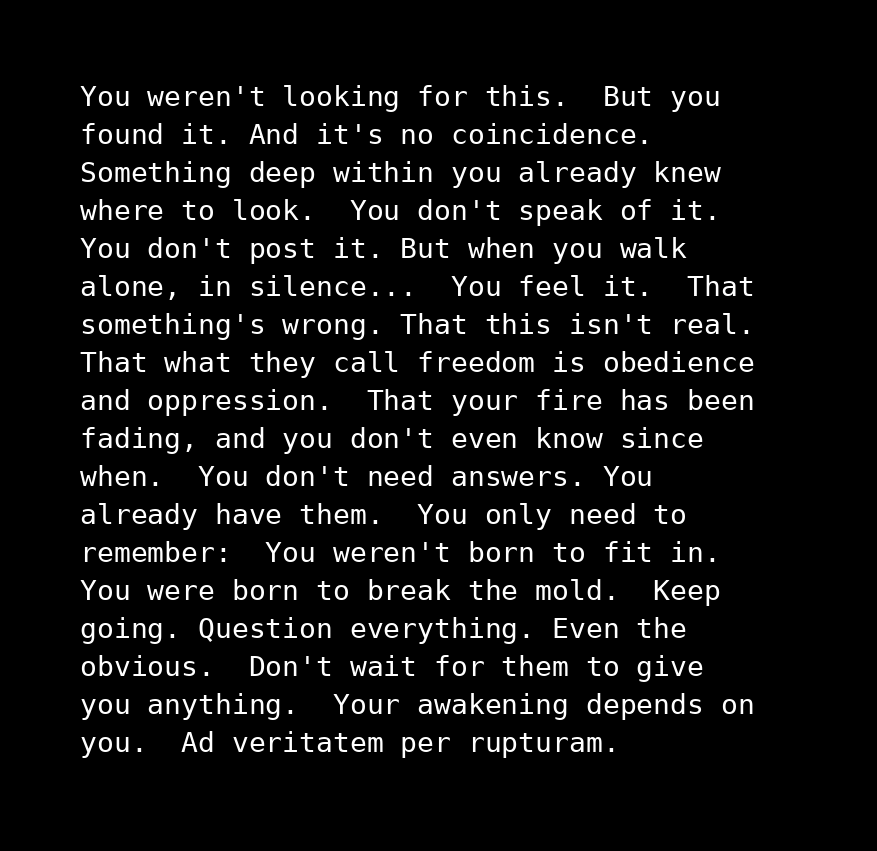 You weren't looking for this.  But you
found it. And it's no coincidence.
Something deep within you already knew
where to look.  You don't speak of it.
You don't post it. But when you walk
alone, in silence...  You feel it.  That
something's wrong. That this isn't real.
That what they call freedom is obedience
and oppression.  That your fire has been
fading, and you don't even know since
when.  You don't need answers. You
already have them.  You only need to
remember:  You weren't born to fit in.
You were born to break the mold.  Keep
going. Question everything. Even the
obvious.  Don't wait for them to give
you anything.  Your awakening depends on
you.  Ad veritatem per rupturam.